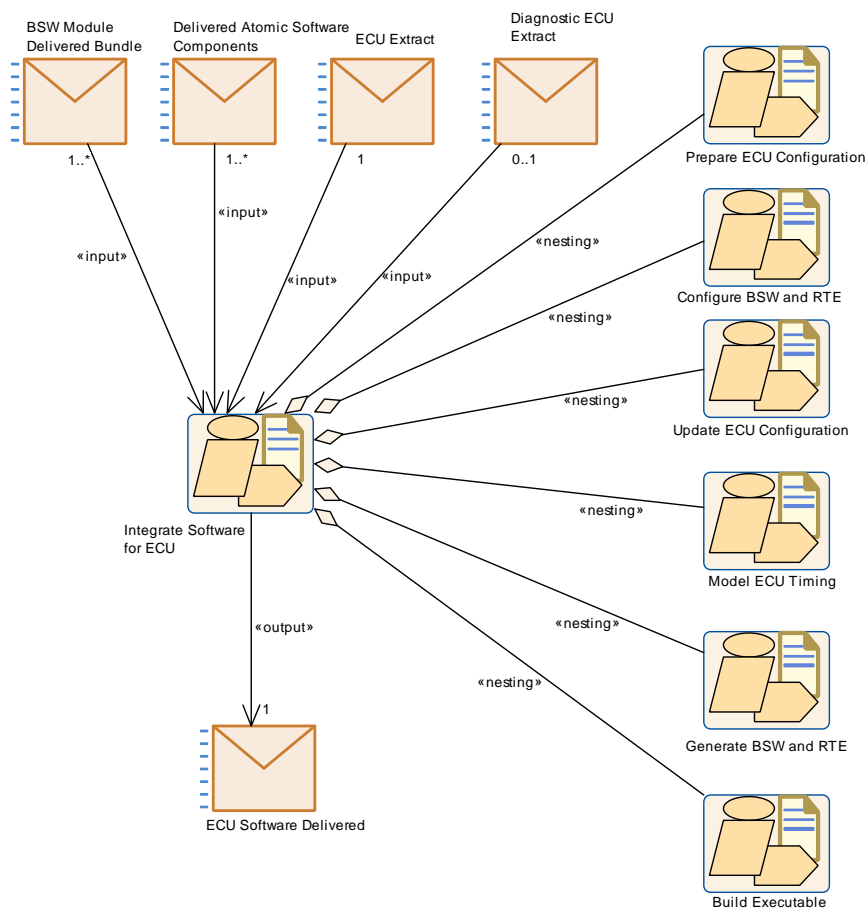 BSW Module
Delivered Bundle
Delivered Atomic Software
Components
ECU Extract
Diagnostic ECU
Extract
1..*
1..*
1
0..1
Prepare ECU Configuration
«input»
«input»
«input»
«input»
«nesting»
Configure BSW and RTE
«nesting»
Update ECU Configuration
«nesting»
Integrate Software
for ECU
«nesting»
Model ECU Timing
«output»
«nesting»
«nesting»
1
Generate BSW and RTE
ECU Software Delivered
Build Executable